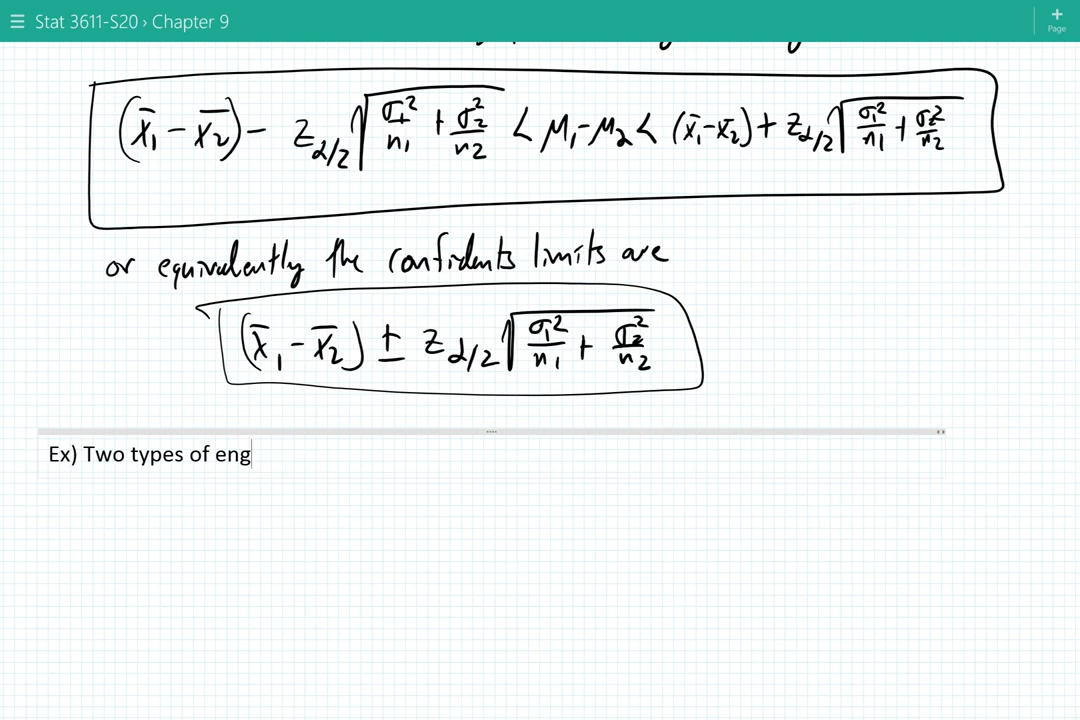 ☰ Stat 3611-S20 › Chapter 9
+
Page
(x̄₁ - x̄₂) - z_{α/2} √(σ₁²/n₁ + σ₂²/n₂) < μ₁ - μ₂ < (x̄₁ - x̄₂) + z_{α/2} √(σ₁²/n₁ + σ₂²/n₂)
or equivalently the confidents limits are
(x̄₁ - x̄₂) ± z_{α/2} √(σ₁²/n₁ + σ₂²/n₂)
Ex) Two types of eng